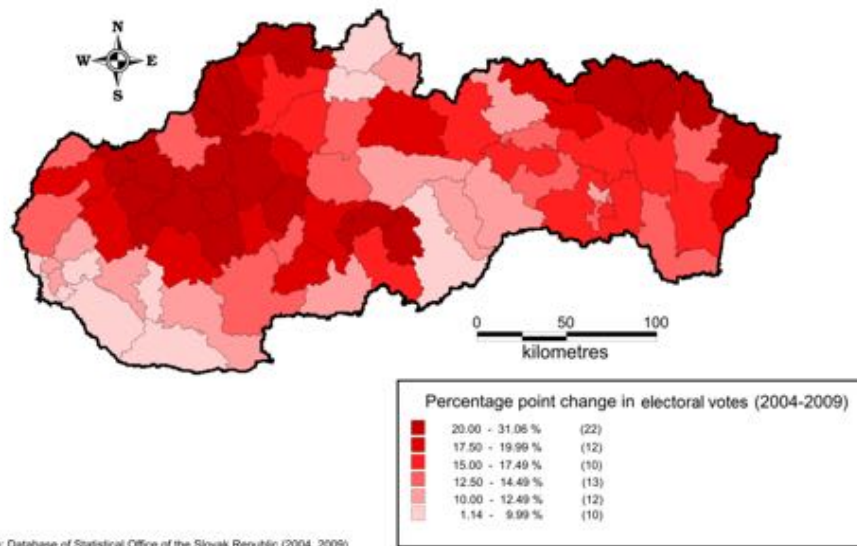 N
W E
S
0 50 100
kilometres
Percentage point change in electoral votes (2004-2009)
20.00 - 31.06 % (22)
17.50 - 19.99 % (12)
15.00 - 17.49 % (10)
12.50 - 14.49 % (13)
10.00 - 12.49 % (12)
1.14 - 9.99 % (10)
: Database of Statistical Office of the Slovak Republic (2004, 2009)